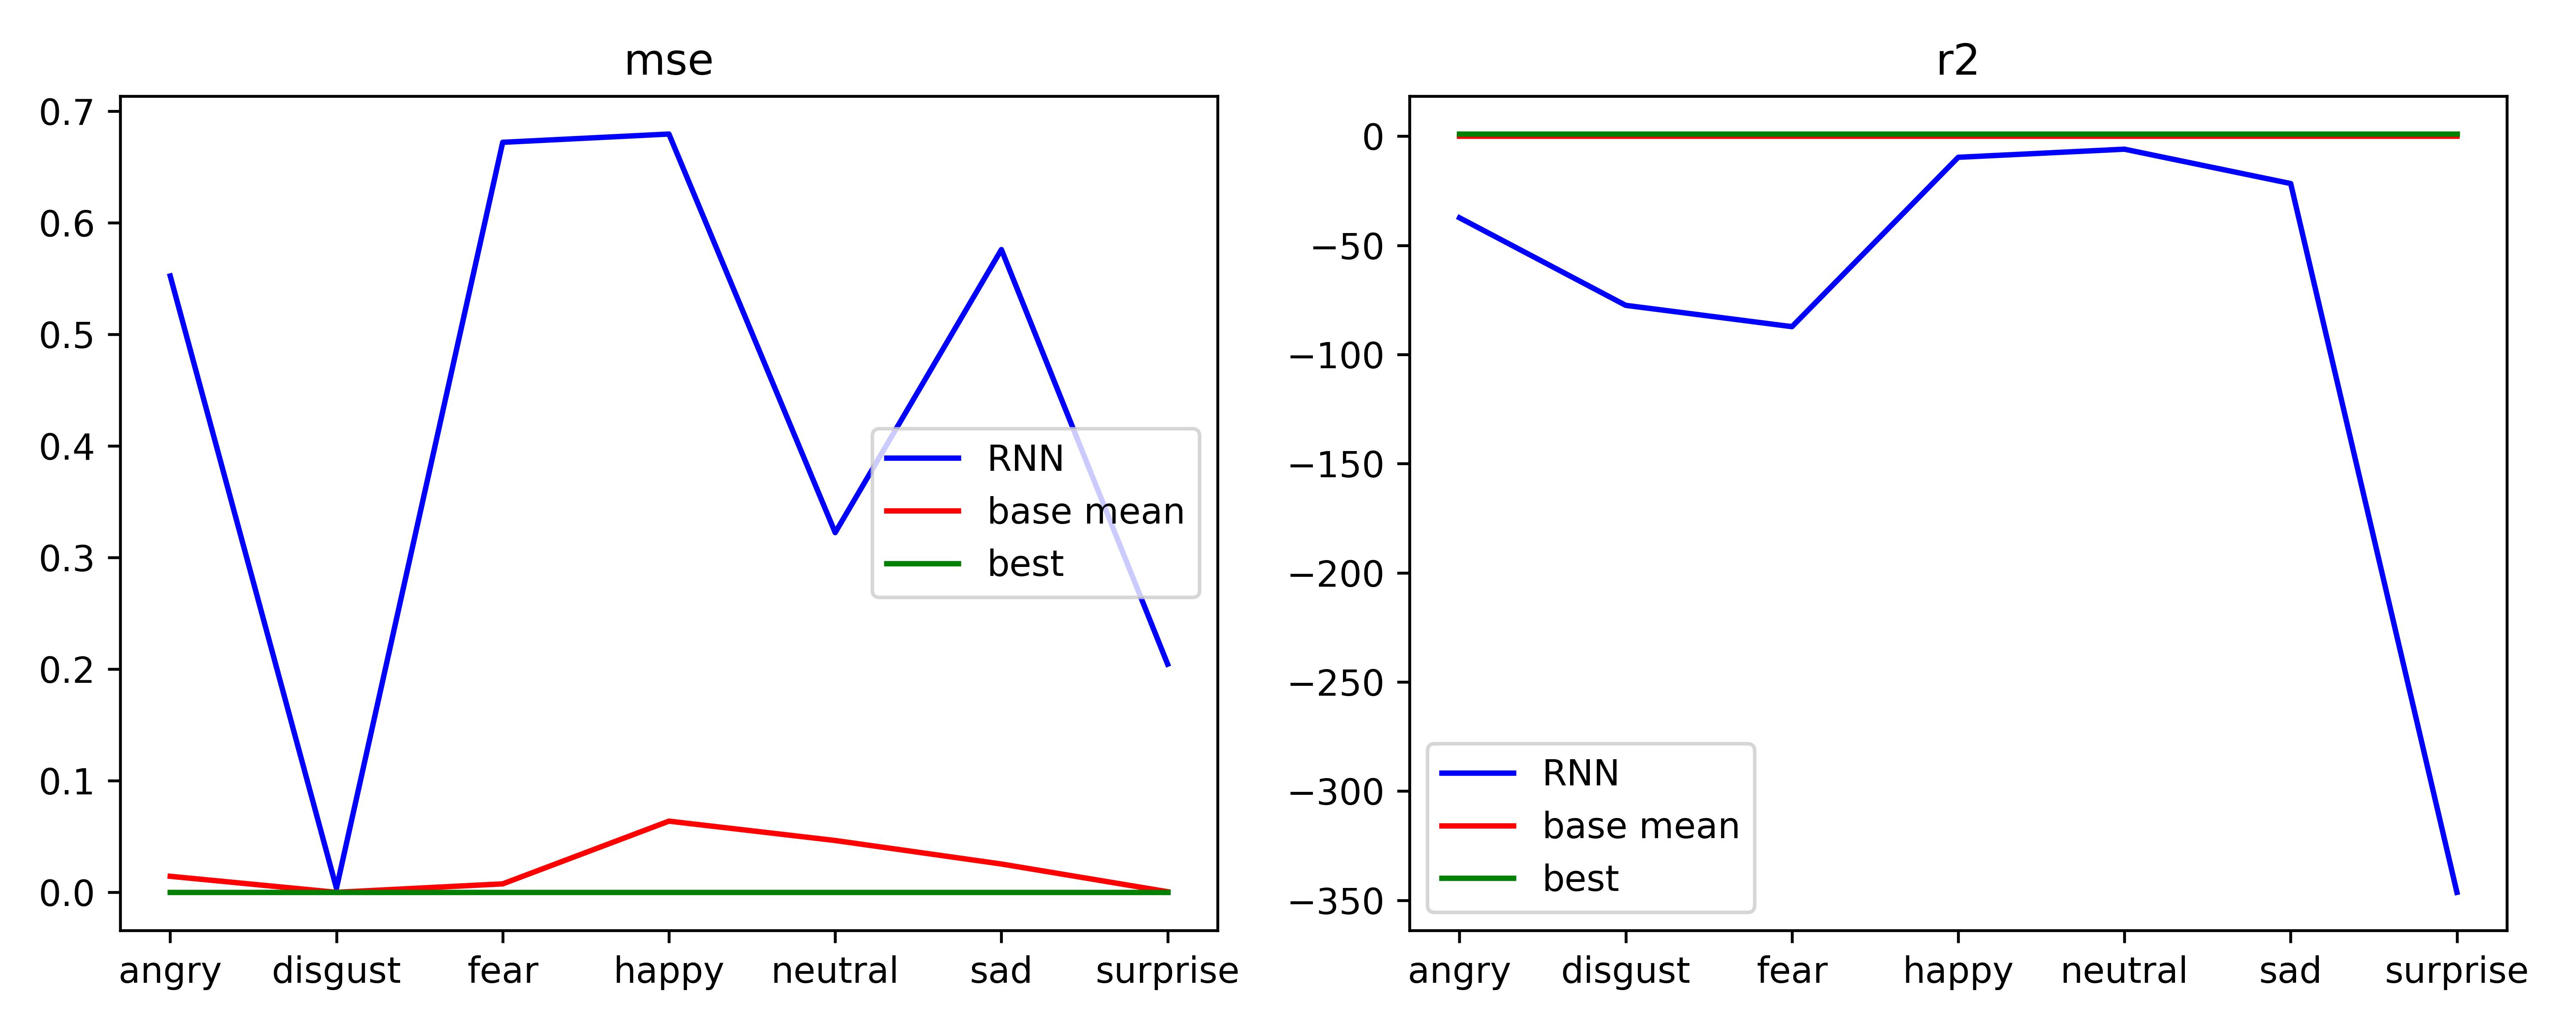 mse
0.7
0.6
0.5
0.4
0.3
0.2
0.1
0.0
RNN
base mean
best
angry disgust fear happy neutral sad surprise
r2
0
−50
−100
−150
−200
−250
−300
−350
RNN
base mean
best
angry disgust fear happy neutral sad surprise